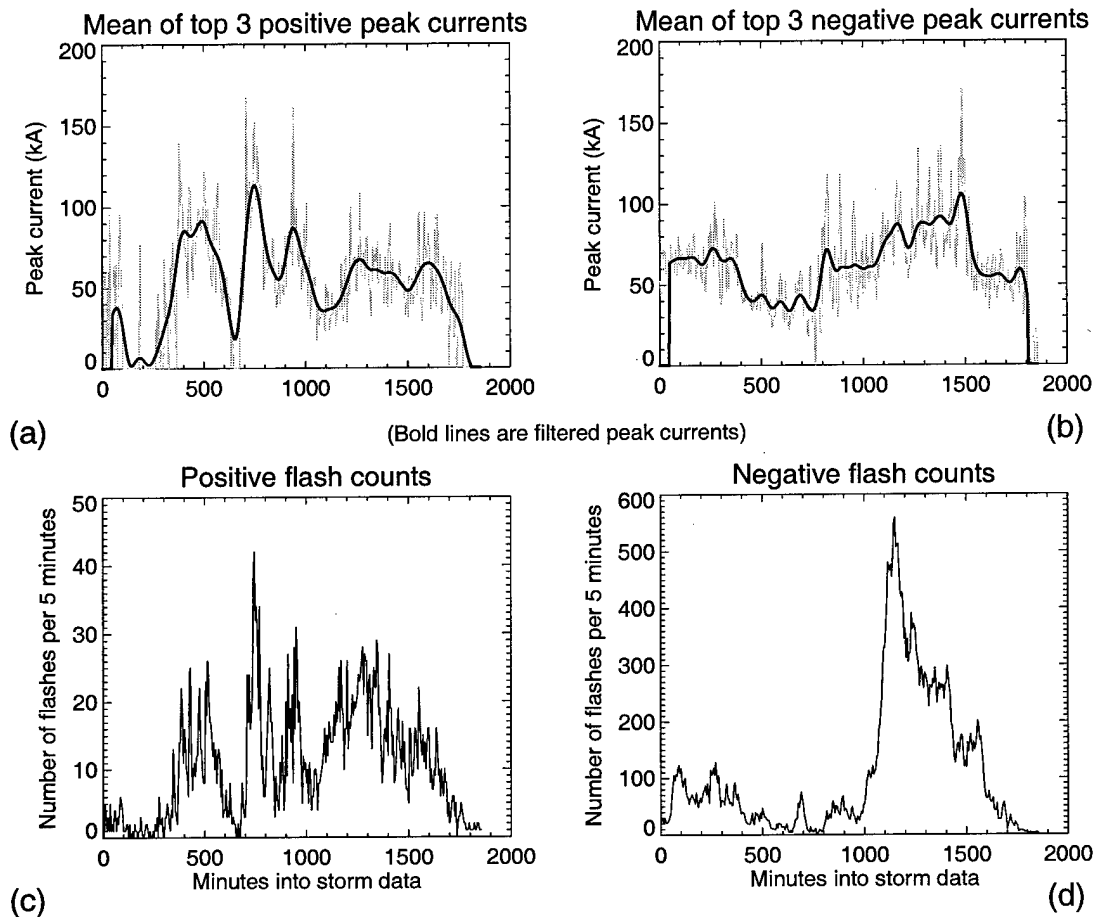 Mean of top 3 positive peak currents
Mean of top 3 negative peak currents
Peak current (kA)
200
150
100
50
0
0 500 1000 1500 2000
Peak current (kA)
200
150
100
50
0
0 500 1000 1500 2000
(a)
(Bold lines are filtered peak currents)
(b)
Positive flash counts
Negative flash counts
Number of flashes per 5 minutes
50
40
30
20
10
0
0 500 1000 1500 2000
Minutes into storm data
Number of flashes per 5 minutes
600
500
400
300
200
100
0
0 500 1000 1500 2000
Minutes into storm data
(c)
(d)